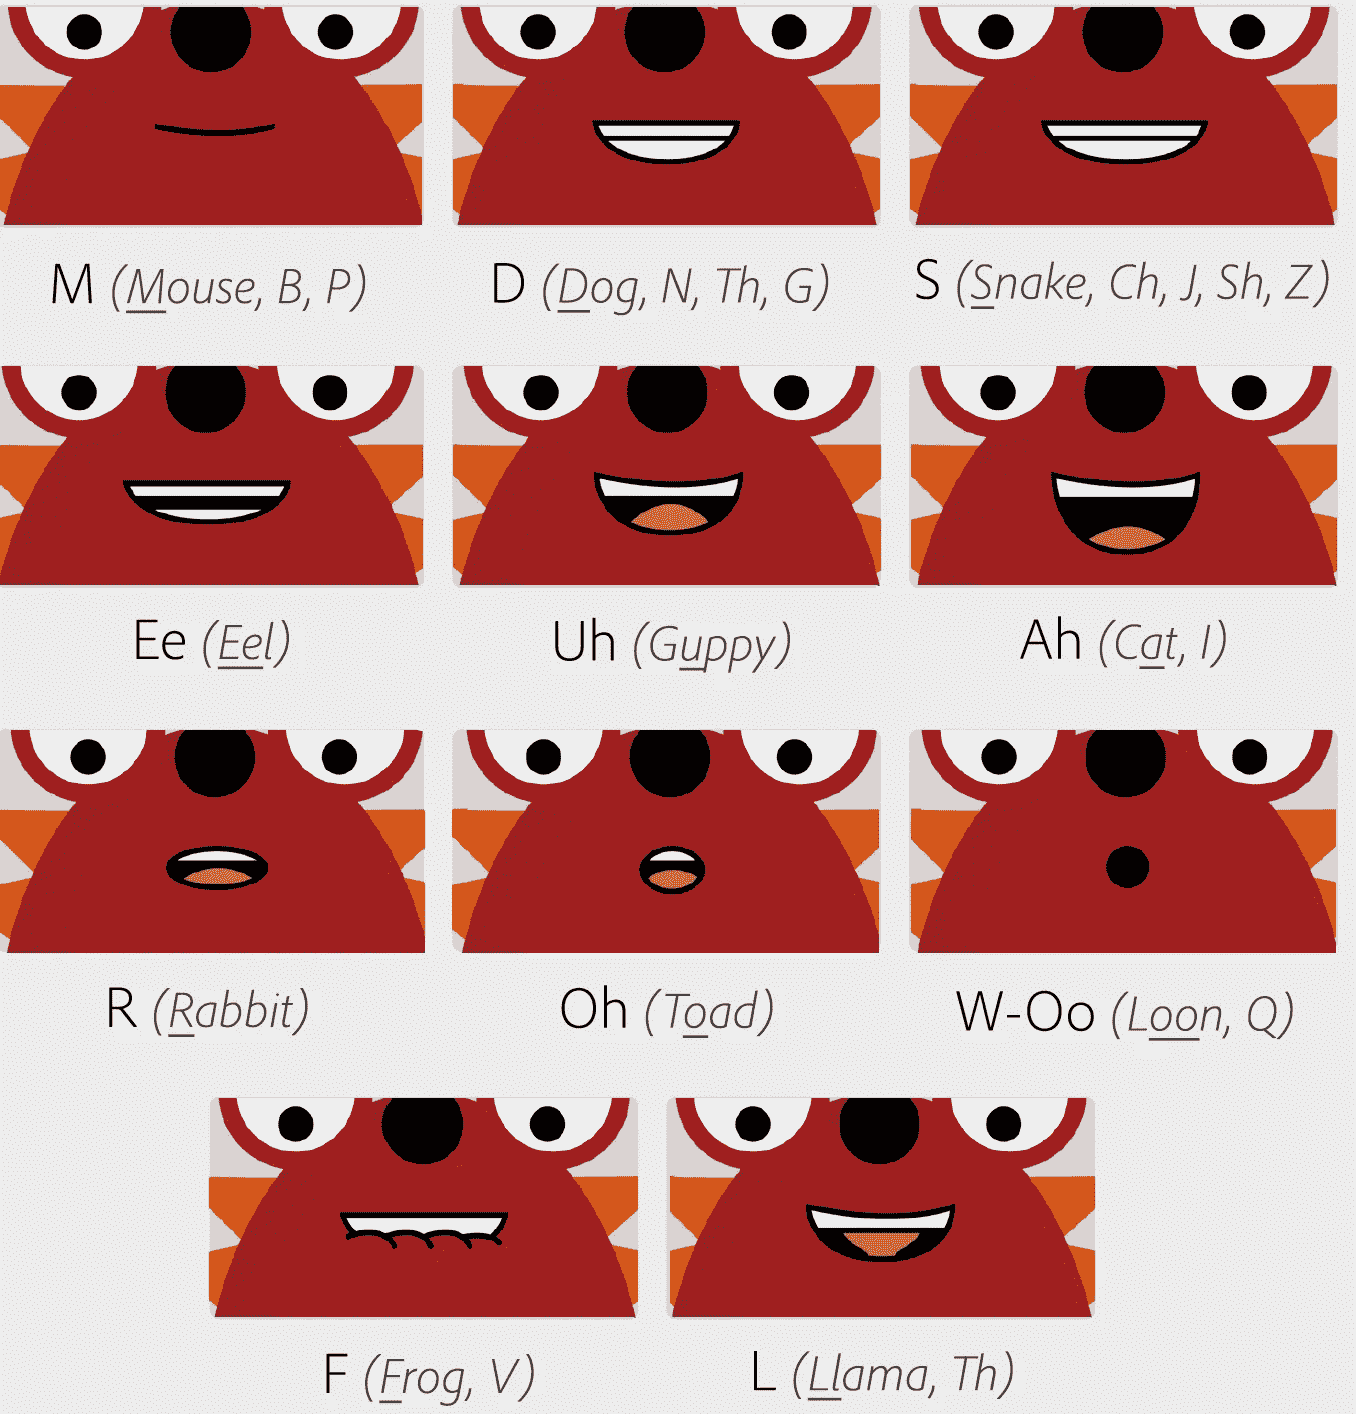 M (Mouse, B, P)
D (Dog, N, Th, G)
S (Snake, Ch, J, Sh, Z)
Ee (Eel)
Uh (Guppy)
Ah (Cat, I)
R (Rabbit)
Oh (Toad)
W-Oo (Loon, Q)
F (Frog, V)
L (Llama, Th)